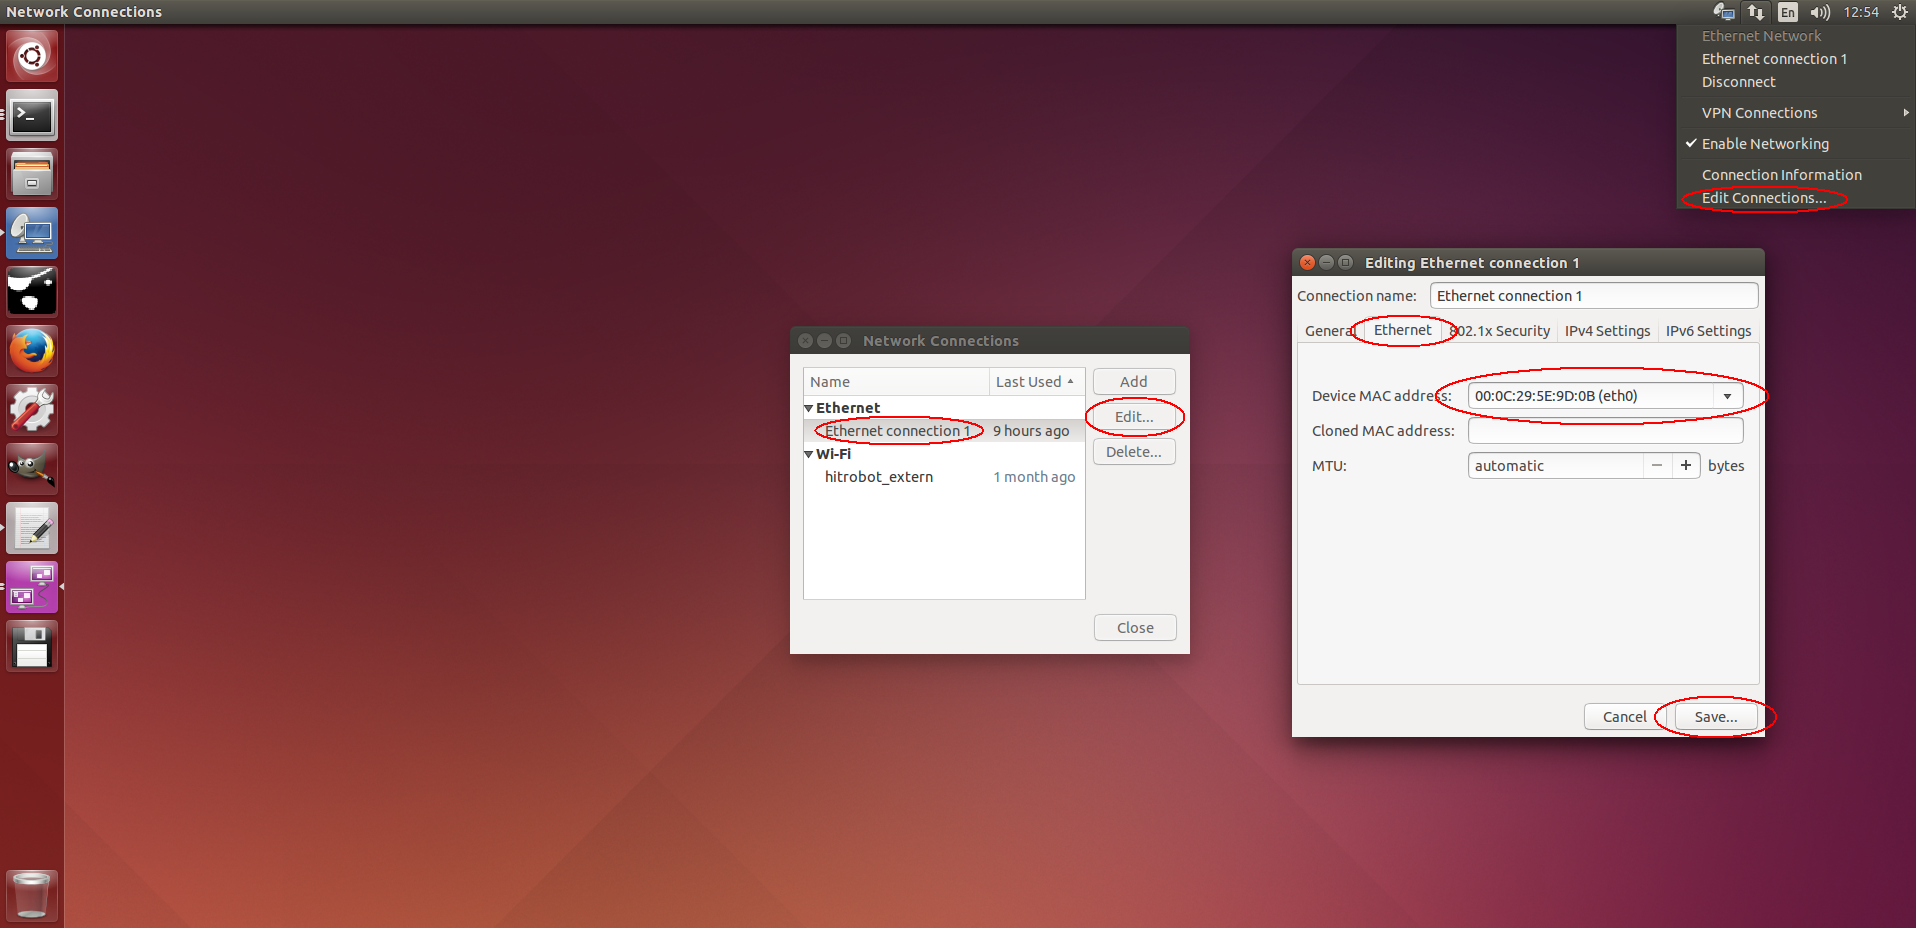 Network Connections
En
12:54
Ethernet Network
Ethernet connection 1
Disconnect
VPN Connections
Enable Networking
Connection Information
Edit Connections...
Editing Ethernet connection 1
Connection name: Ethernet connection 1
General Ethernet 802.1x Security IPv4 Settings IPv6 Settings
Device MAC address: 00:0C:29:5E:9D:0B (eth0)
Cloned MAC address:
MTU: automatic − + bytes
Cancel Save...
Network Connections
Name Last Used Add
Ethernet
Edit...
Ethernet connection 1 9 hours ago
Wi-Fi
Delete...
hitrobot_extern 1 month ago
Close
>_